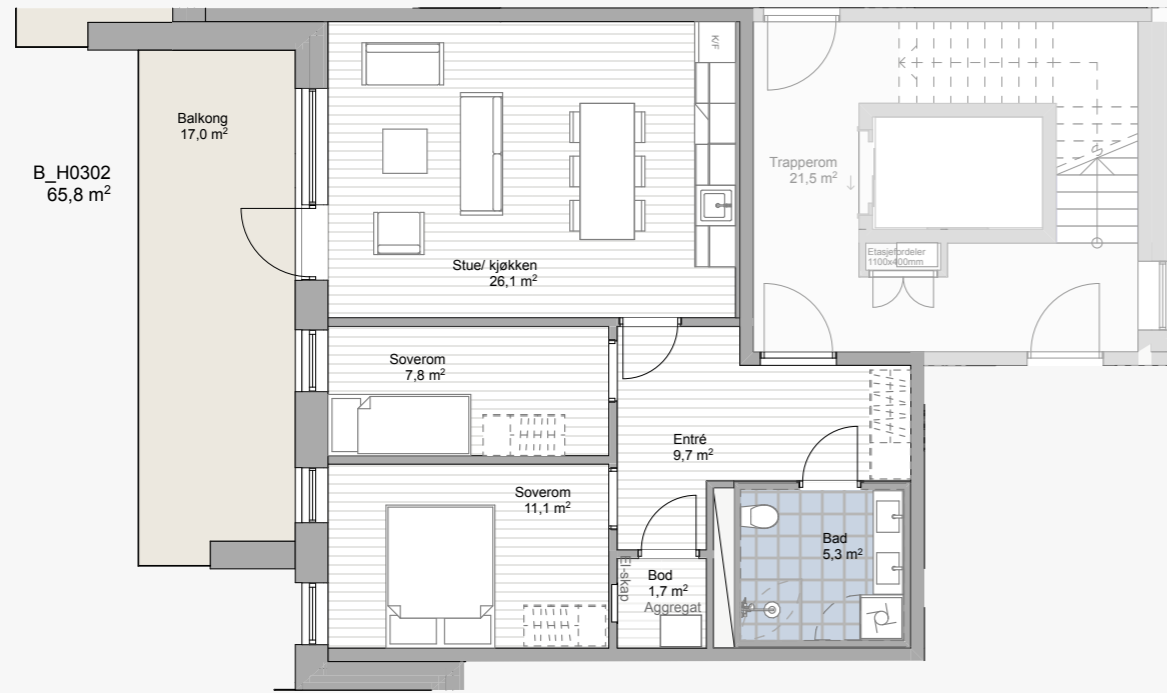 K/F
Balkong
17,0 m²
B_H0302
65,8 m²
Trapperom
21,5 m²
Etasjefordeler
1100x400mm
Stue/ kjøkken
26,1 m²
Soverom
7,8 m²
Entré
9,7 m²
Soverom
11,1 m²
Bad
5,3 m²
El-skap
Bod
1,7 m²
Aggregat